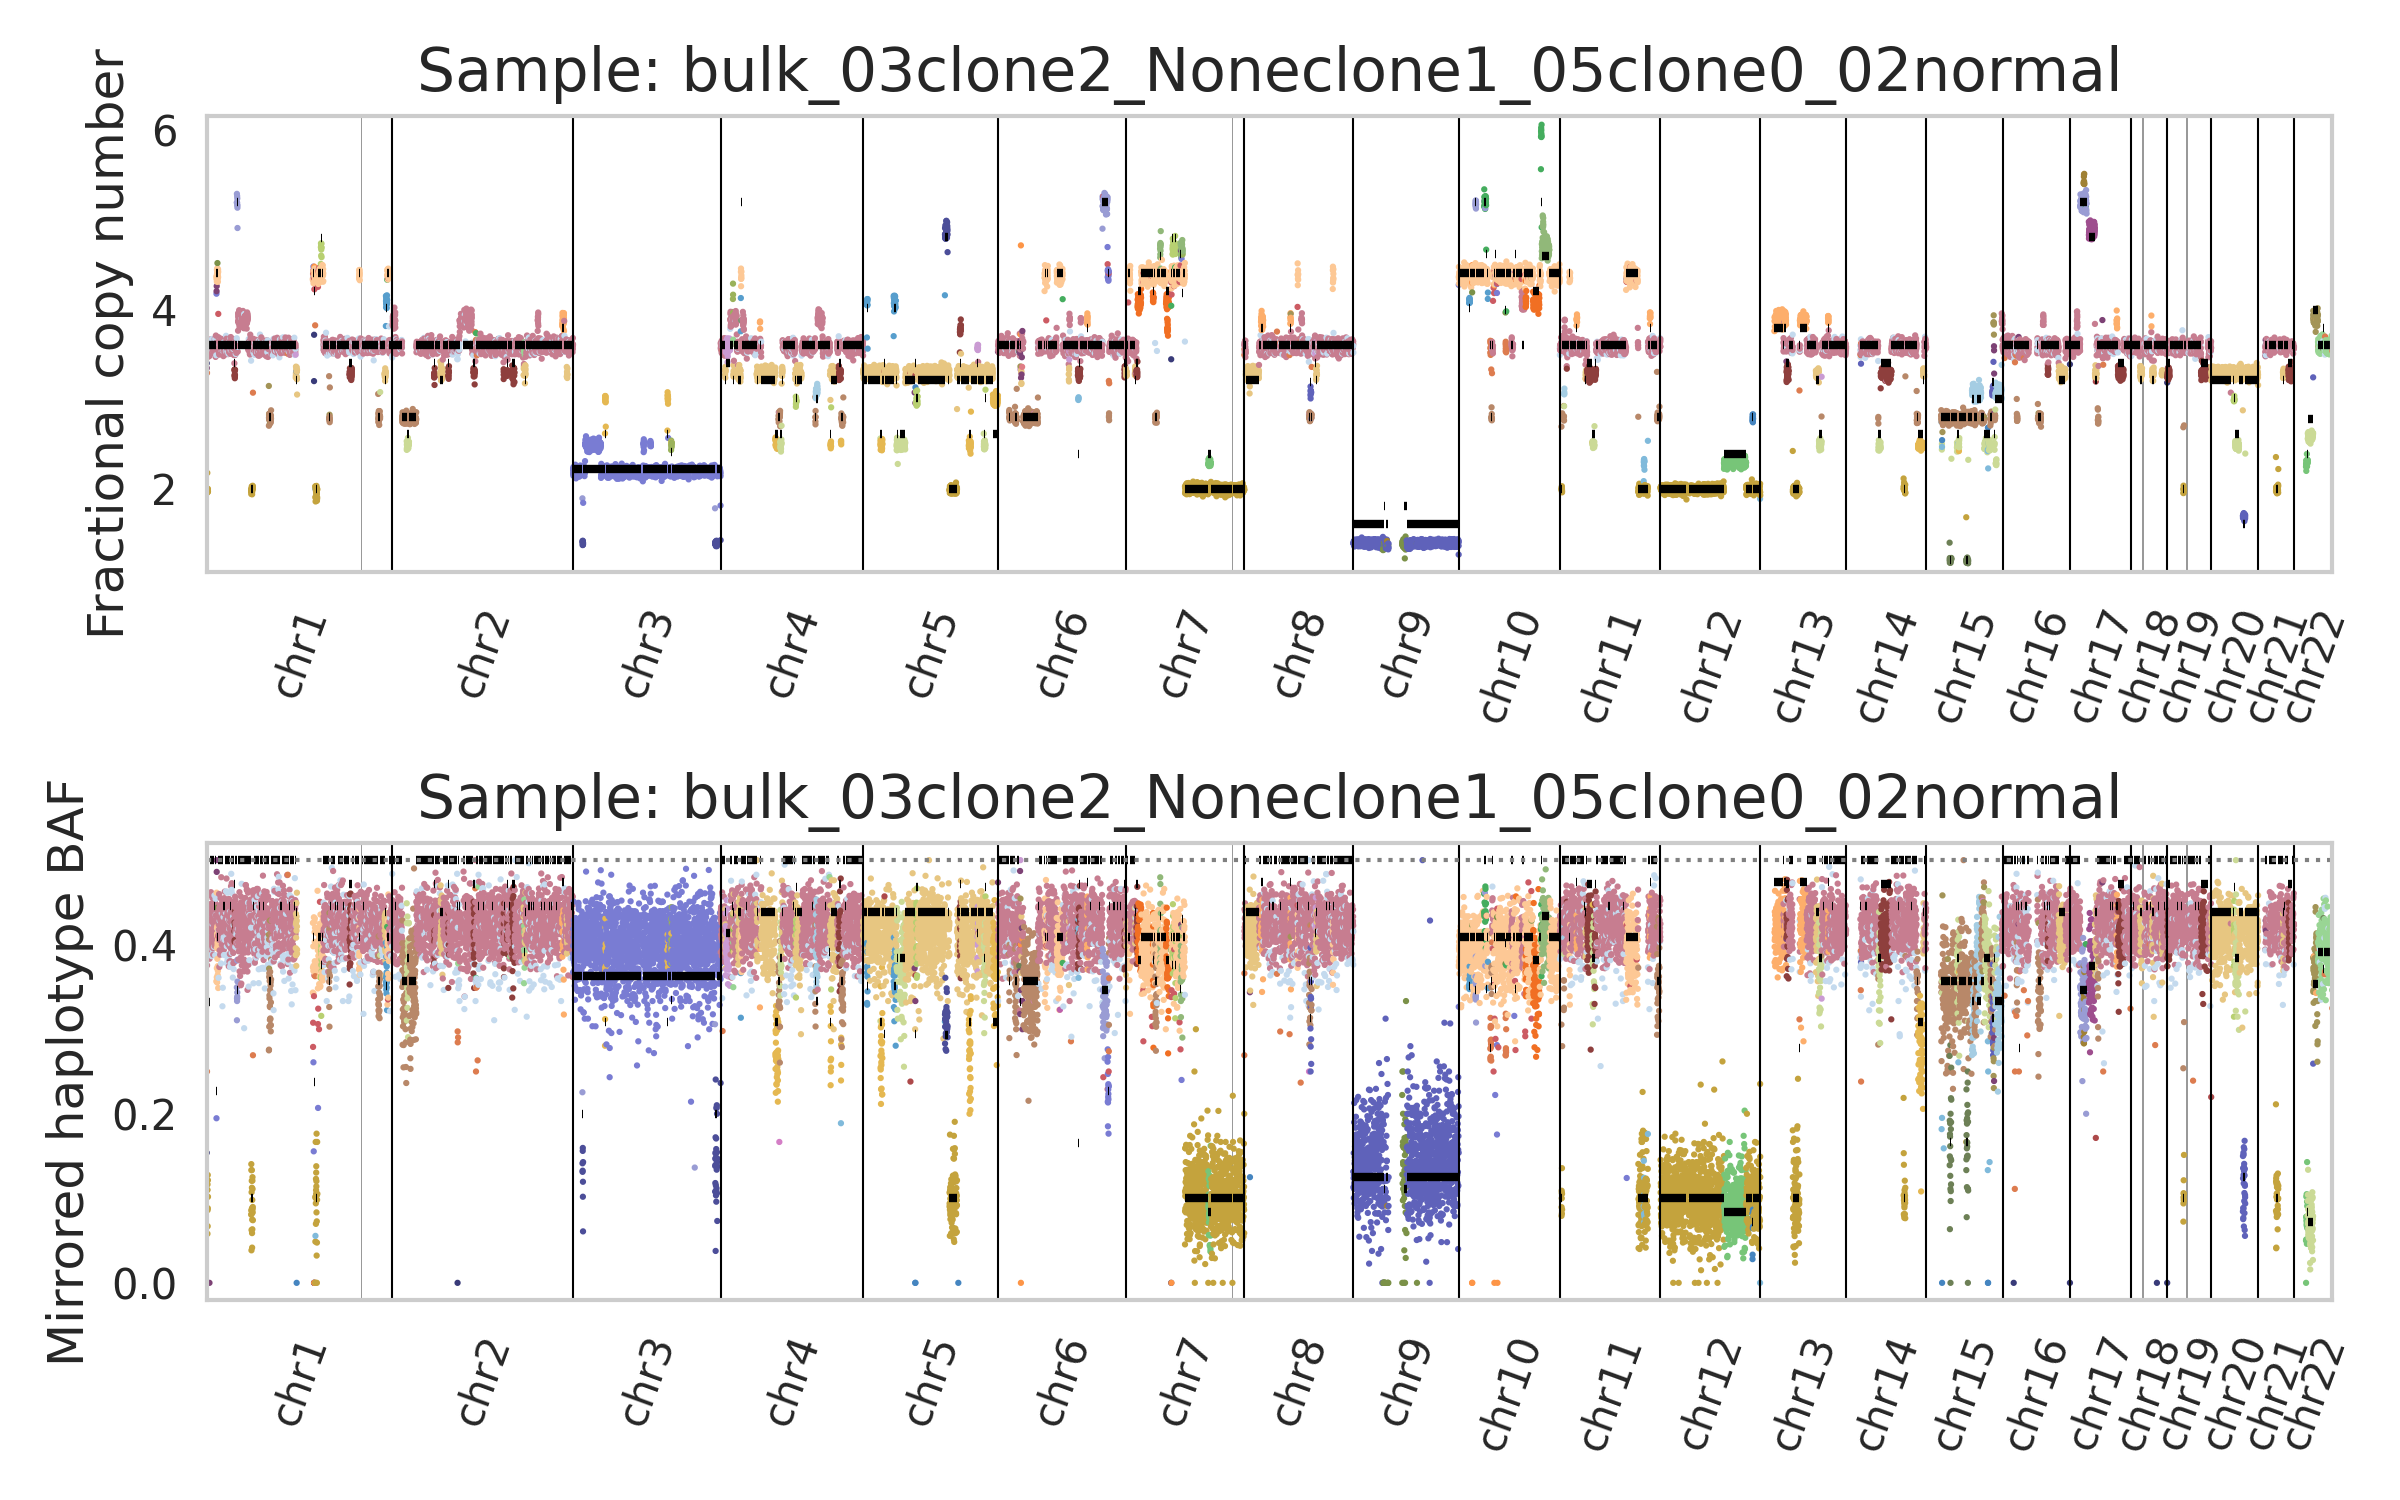 Sample: bulk_03clone2_Noneclone1_05clone0_02normal
Fractional copy number
6
4
2
chr1 chr2 chr3 chr4 chr5 chr6 chr7 chr8 chr9 chr10 chr11 chr12 chr13 chr14 chr15 chr16 chr17 chr18 chr19 chr20 chr21 chr22
Sample: bulk_03clone2_Noneclone1_05clone0_02normal
Mirrored haplotype BAF
0.4
0.2
0.0
chr1 chr2 chr3 chr4 chr5 chr6 chr7 chr8 chr9 chr10 chr11 chr12 chr13 chr14 chr15 chr16 chr17 chr18 chr19 chr20 chr21 chr22